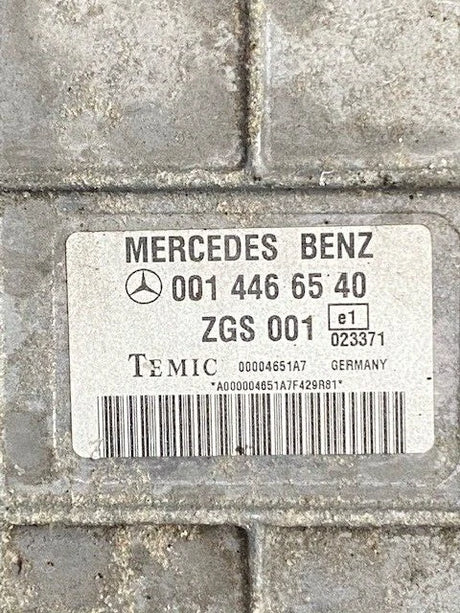 MERCEDES BENZ
001 446 65 40
ZGS 001 e1
023371
TEMIC 00004651A7 GERMANY
*A000004651A7F429R81*